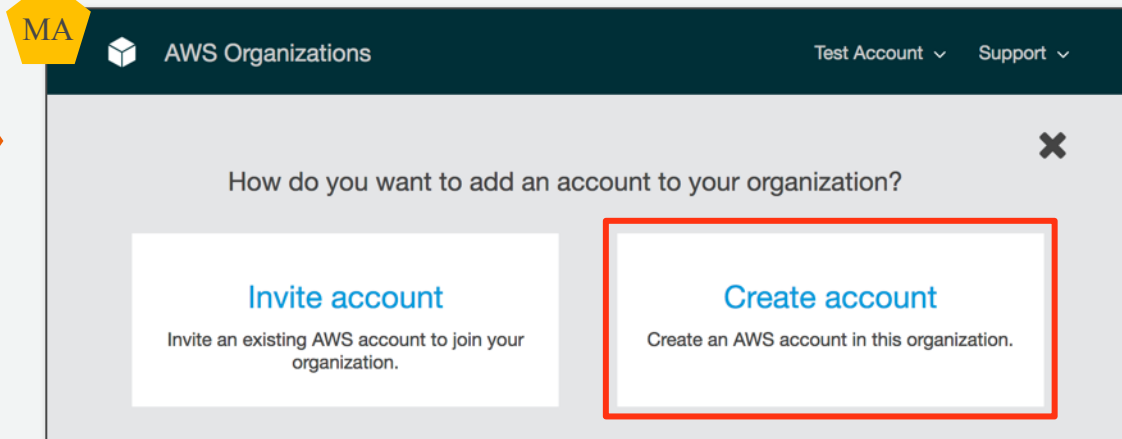 MA
AWS Organizations
Test Account
Support
How do you want to add an account to your organization?
Invite account
Invite an existing AWS account to join your
organization.
Create account
Create an AWS account in this organization.